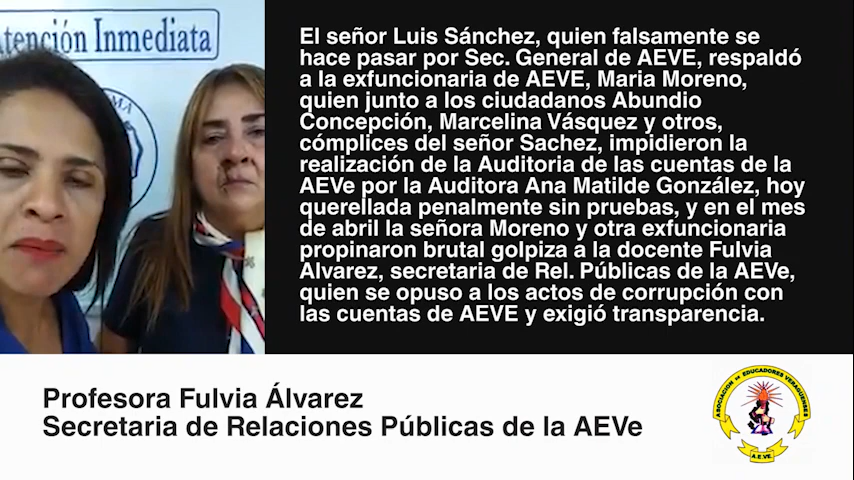 Atención Inmediata
El señor Luis Sánchez, quien falsamente se
hace pasar por Sec. General de AEVE, respaldó
a la exfuncionaria de AEVE, Maria Moreno,
quien junto a los ciudadanos Abundio
Concepción, Marcelina Vásquez y otros,
cómplices del señor Sachez, impidieron la
realización de la Auditoria de las cuentas de la
AEVe por la Auditora Ana Matilde González, hoy
querellada penalmente sin pruebas, y en el mes
de abril la señora Moreno y otra exfuncionaria
propinaron brutal golpiza a la docente Fulvia
Alvarez, secretaria de Rel. Públicas de la AEVe,
quien se opuso a los actos de corrupción con
las cuentas de AEVE y exigió transparencia.
Profesora Fulvia Álvarez
Secretaria de Relaciones Públicas de la AEVe
ASOCIACION DE EDUCADORES VERAGÜENSES
A.E.VE.